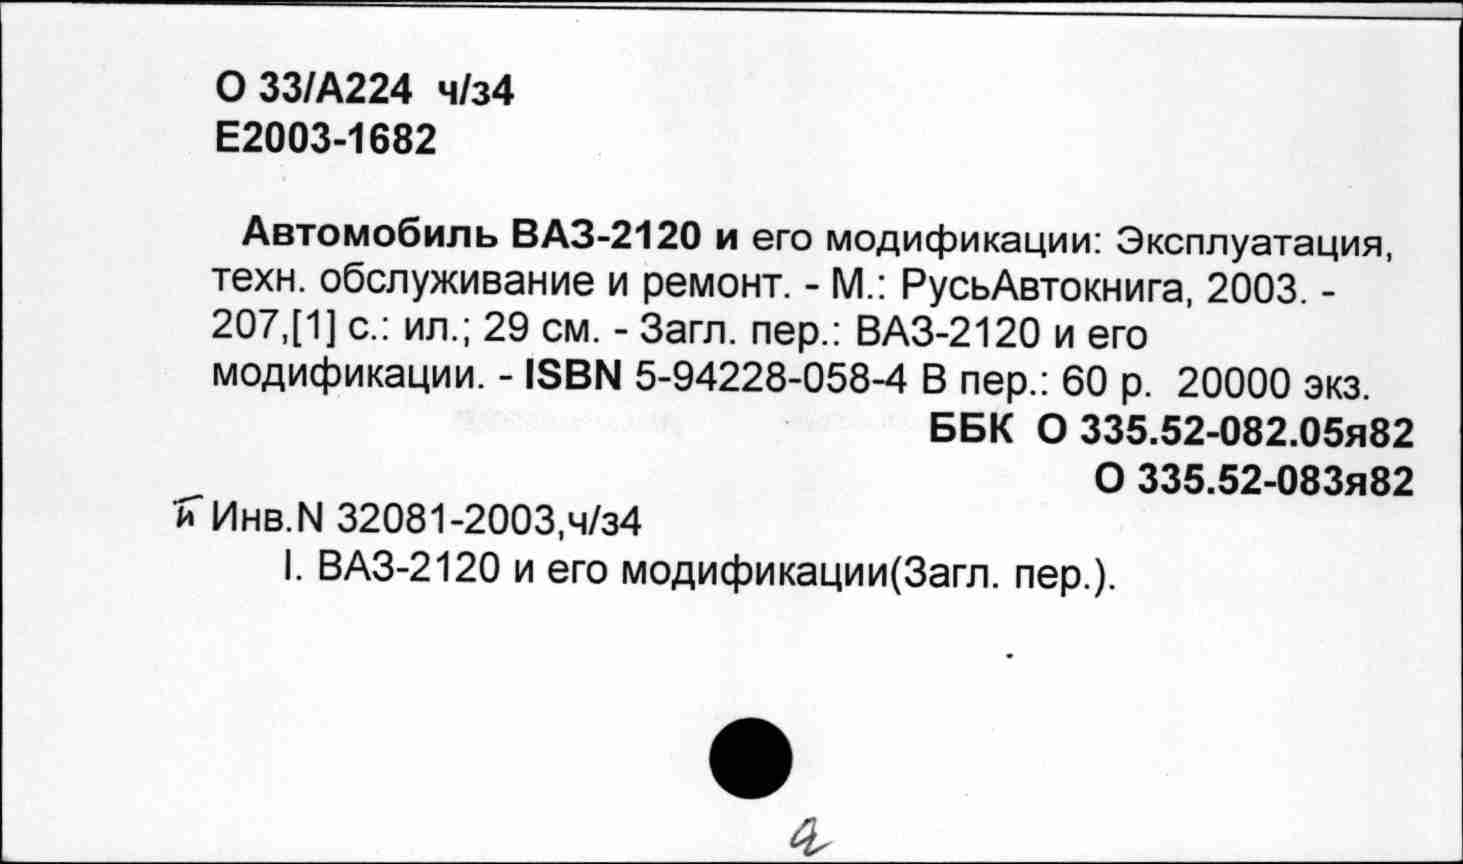 О 33/А224 ч/з4
Е2003-1682
Автомобиль ВАЗ-2120 и его модификации: Эксплуатация,
техн. обслуживание и ремонт. - М.: РусьАвтокнига, 2003. -
207,[1] с.: ил.; 29 см. - Загл. пер.: ВАЗ-2120 и его
модификации. - ISBN 5-94228-058-4 В пер.: 60 р. 20000 экз.
ББК О 335.52-082.05я82
О 335.52-083я82
Инв.N 32081-2003,ч/з4
I. ВАЗ-2120 и его модификации(Загл. пер.).